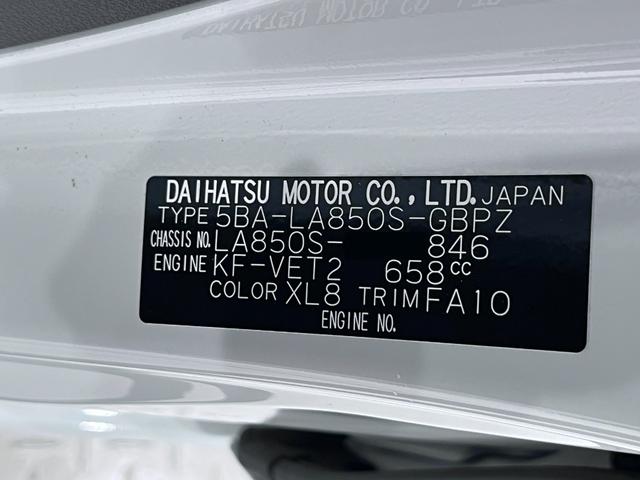 DAIHATSU MOTOR CO., LTD. JAPAN
TYPE 5BA-LA850S-GBPZ
CHASSIS NO. LA850S- 846
ENGINE KF-VET2 658cc
COLOR XL8 TRIM FA10
ENGINE NO.